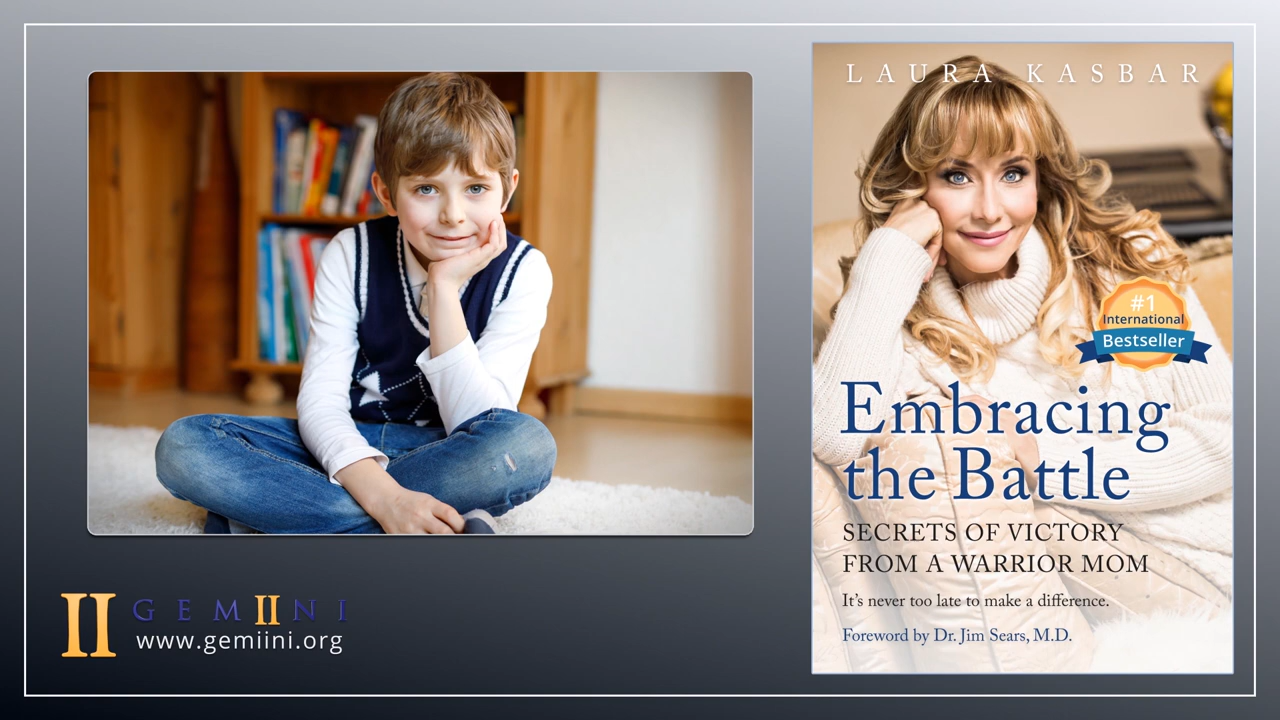 LAURA KASBAR
#1
International
Bestseller
Embracing
the Battle
SECRETS OF VICTORY
FROM A WARRIOR MOM
It's never too late to make a difference.
Foreword by Dr. Jim Sears, M.D.
II GEMIINI
www.gemiini.org